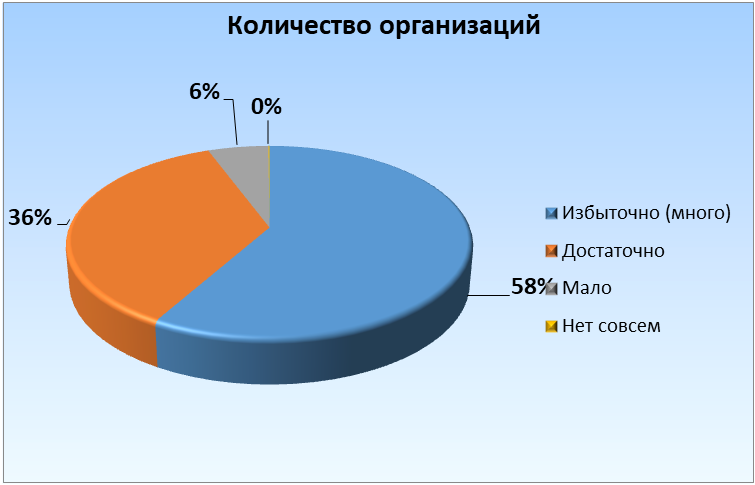 Количество организаций
6%
0%
36%
58%
Избыточно (много)
Достаточно
Мало
Нет совсем